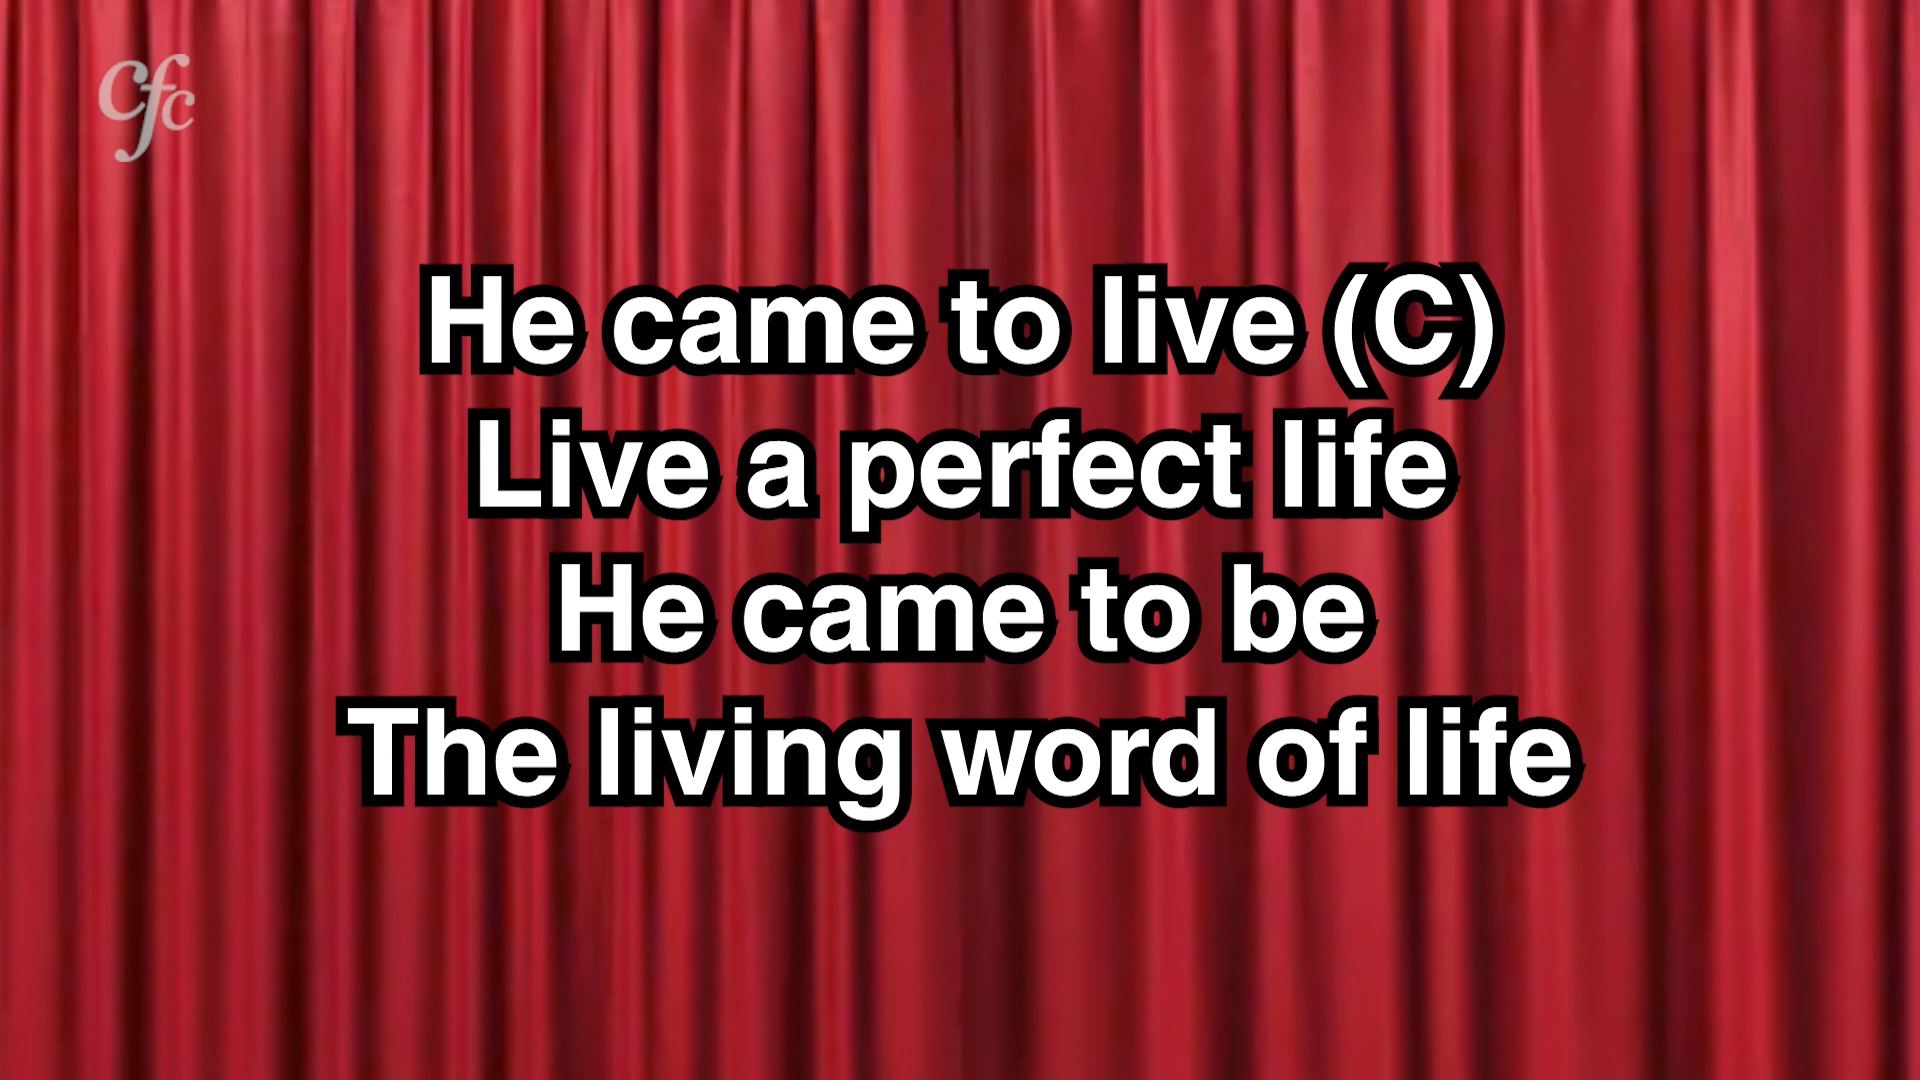 cfc
He came to live (C)
Live a perfect life
He came to be
The living word of life